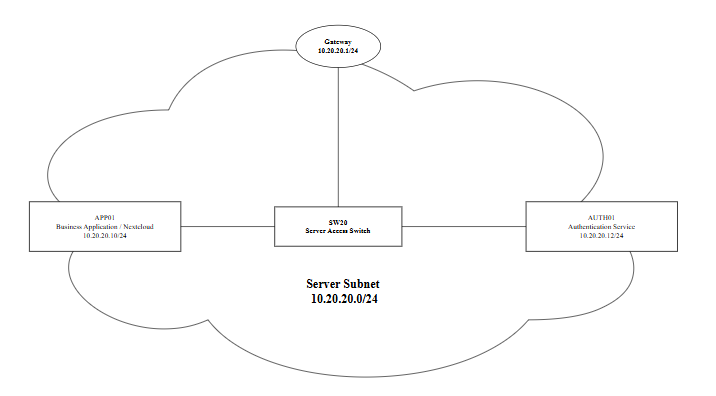 Gateway
10.20.20.1/24
APP01
Business Application / Nextcloud
10.20.20.10/24
SW20
Server Access Switch
AUTH01
Authentication Service
10.20.20.12/24
Server Subnet
10.20.20.0/24